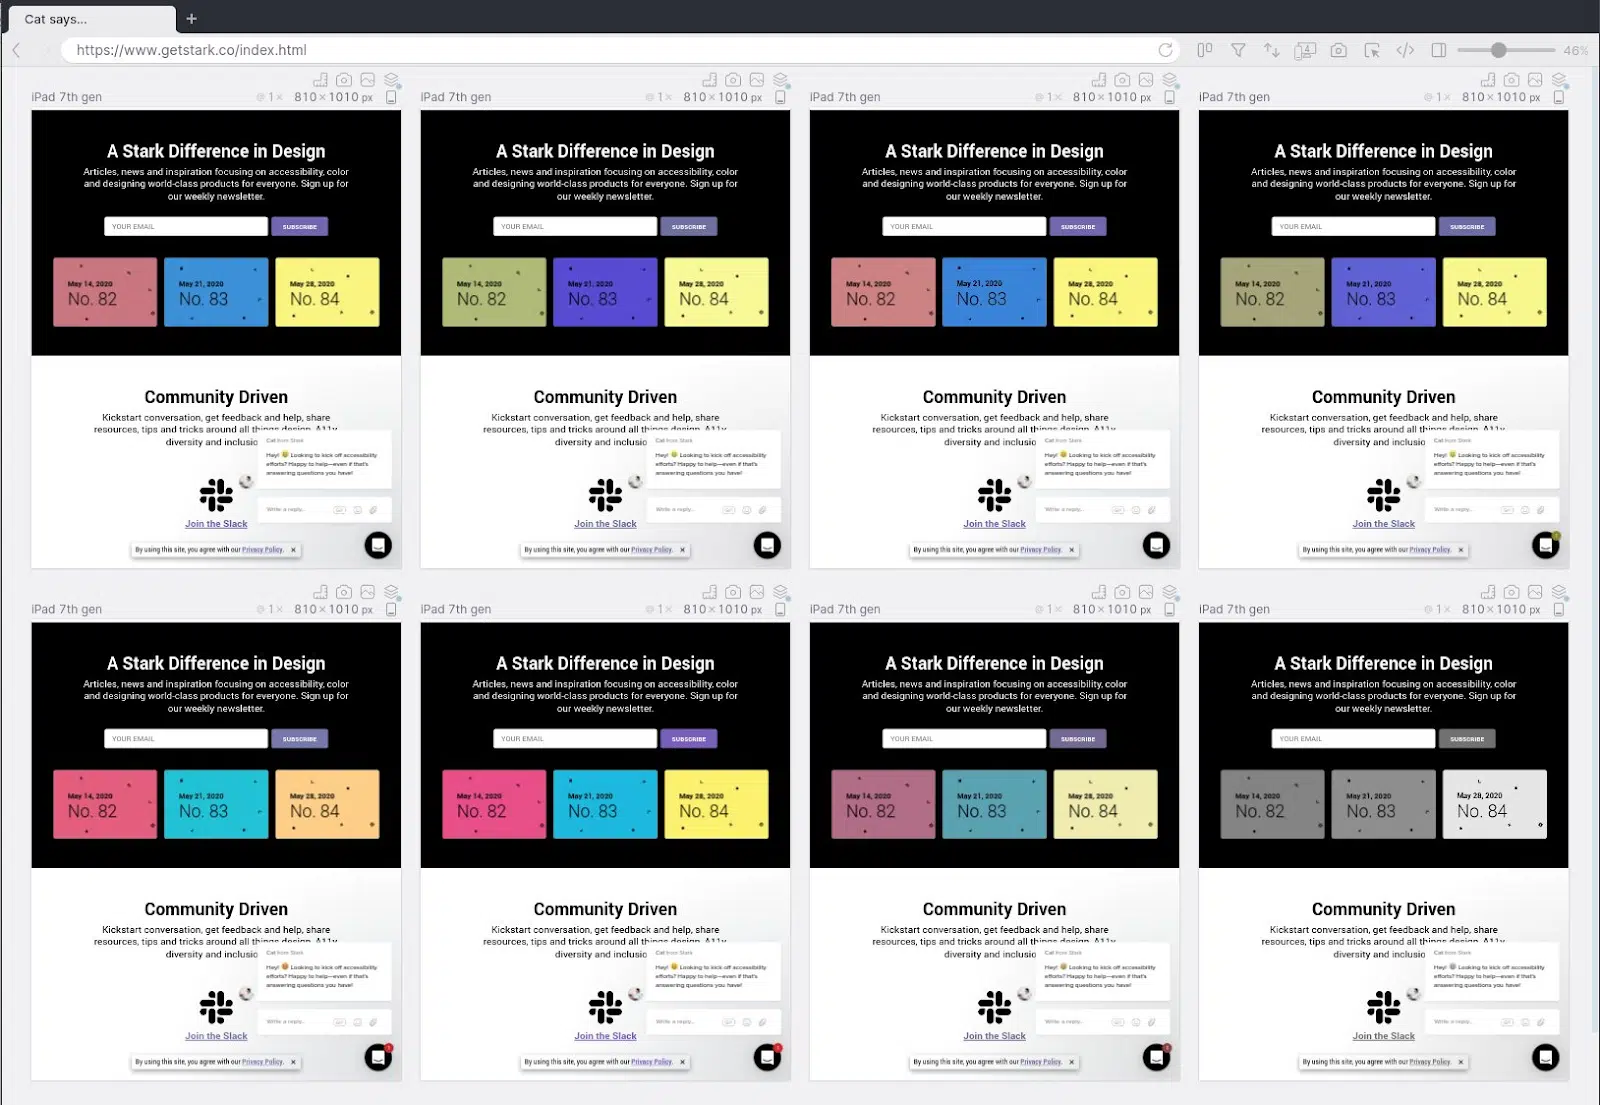 Cat says...
https://www.getstark.co/index.html
46%
iPad 7th gen @ 1× 810 × 1010 px
iPad 7th gen @ 1× 810 × 1010 px
iPad 7th gen @ 1× 810 × 1010 px
iPad 7th gen @ 1× 810 × 1010 px
A Stark Difference in Design
Articles, news and inspiration focusing on accessibility, color
and designing world-class products for everyone. Sign up for
our weekly newsletter.
YOUR EMAIL SUBSCRIBE
May 14, 2020 May 21, 2020 May 28, 2020
No. 82 No. 83 No. 84
Community Driven
Kickstart conversation, get feedback and help, share
resources, tips and tricks around all things design, A11y,
diversity and inclusio
Cat from Stark
Hey! Looking to kick off accessibility
efforts? Happy to help—even if that's
answering questions you have!
Write a reply...
Join the Slack
By using this site, you agree with our Privacy Policy. ×
A Stark Difference in Design
Articles, news and inspiration focusing on accessibility, color
and designing world-class products for everyone. Sign up for
our weekly newsletter.
YOUR EMAIL SUBSCRIBE
May 14, 2020 May 21, 2020 May 28, 2020
No. 82 No. 83 No. 84
Community Driven
Kickstart conversation, get feedback and help, share
resources, tips and tricks around all things design, A11y,
diversity and inclusio
Cat from Stark
Hey! Looking to kick off accessibility
efforts? Happy to help—even if that's
answering questions you have!
Write a reply...
Join the Slack
By using this site, you agree with our Privacy Policy. ×
A Stark Difference in Design
Articles, news and inspiration focusing on accessibility, color
and designing world-class products for everyone. Sign up for
our weekly newsletter.
YOUR EMAIL SUBSCRIBE
May 14, 2020 May 21, 2020 May 28, 2020
No. 82 No. 83 No. 84
Community Driven
Kickstart conversation, get feedback and help, share
resources, tips and tricks around all things design, A11y,
diversity and inclusio
Cat from Stark
Hey! Looking to kick off accessibility
efforts? Happy to help—even if that's
answering questions you have!
Write a reply...
Join the Slack
By using this site, you agree with our Privacy Policy. ×
A Stark Difference in Design
Articles, news and inspiration focusing on accessibility, color
and designing world-class products for everyone. Sign up for
our weekly newsletter.
YOUR EMAIL SUBSCRIBE
May 14, 2020 May 21, 2020 May 28, 2020
No. 82 No. 83 No. 84
Community Driven
Kickstart conversation, get feedback and help, share
resources, tips and tricks around all things design, A11y,
diversity and inclusio
Cat from Stark
Hey! Looking to kick off accessibility
efforts? Happy to help—even if that's
answering questions you have!
Write a reply...
Join the Slack
By using this site, you agree with our Privacy Policy. ×
iPad 7th gen @ 1× 810 × 1010 px
iPad 7th gen @ 1× 810 × 1010 px
iPad 7th gen @ 1× 810 × 1010 px
iPad 7th gen @ 1× 810 × 1010 px
A Stark Difference in Design
Articles, news and inspiration focusing on accessibility, color
and designing world-class products for everyone. Sign up for
our weekly newsletter.
YOUR EMAIL SUBSCRIBE
May 14, 2020 May 21, 2020 May 28, 2020
No. 82 No. 83 No. 84
Community Driven
Kickstart conversation, get feedback and help, share
resources, tips and tricks around all things design, A11y,
diversity and inclusio
Cat from Stark
Hey! Looking to kick off accessibility
efforts? Happy to help—even if that's
answering questions you have!
Write a reply...
Join the Slack
By using this site, you agree with our Privacy Policy. ×
A Stark Difference in Design
Articles, news and inspiration focusing on accessibility, color
and designing world-class products for everyone. Sign up for
our weekly newsletter.
YOUR EMAIL SUBSCRIBE
May 14, 2020 May 21, 2020 May 28, 2020
No. 82 No. 83 No. 84
Community Driven
Kickstart conversation, get feedback and help, share
resources, tips and tricks around all things design, A11y,
diversity and inclusio
Cat from Stark
Hey! Looking to kick off accessibility
efforts? Happy to help—even if that's
answering questions you have!
Write a reply...
Join the Slack
By using this site, you agree with our Privacy Policy. ×
A Stark Difference in Design
Articles, news and inspiration focusing on accessibility, color
and designing world-class products for everyone. Sign up for
our weekly newsletter.
YOUR EMAIL SUBSCRIBE
May 14, 2020 May 21, 2020 May 28, 2020
No. 82 No. 83 No. 84
Community Driven
Kickstart conversation, get feedback and help, share
resources, tips and tricks around all things design, A11y,
diversity and inclusio
Cat from Stark
Hey! Looking to kick off accessibility
efforts? Happy to help—even if that's
answering questions you have!
Write a reply...
Join the Slack
By using this site, you agree with our Privacy Policy. ×
A Stark Difference in Design
Articles, news and inspiration focusing on accessibility, color
and designing world-class products for everyone. Sign up for
our weekly newsletter.
YOUR EMAIL SUBSCRIBE
May 14, 2020 May 21, 2020 May 28, 2020
No. 82 No. 83 No. 84
Community Driven
Kickstart conversation, get feedback and help, share
resources, tips and tricks around all things design, A11y,
diversity and inclusio
Cat from Stark
Hey! Looking to kick off accessibility
efforts? Happy to help—even if that's
answering questions you have!
Write a reply...
Join the Slack
By using this site, you agree with our Privacy Policy. ×